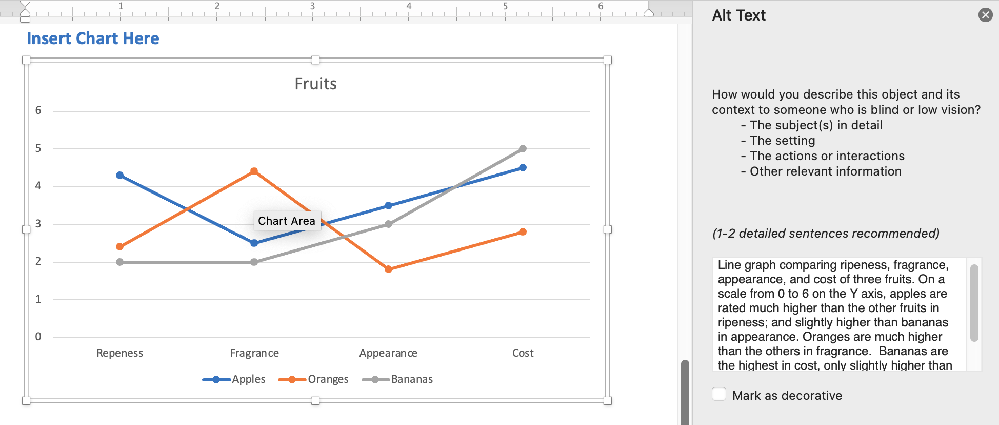 1 2 3 4 5 6
Insert Chart Here
Fruits
6
5
4
3
2
1
0
Chart Area
Repeness Fragrance Appearance Cost
Apples Oranges Bananas
Alt Text
How would you describe this object and its
context to someone who is blind or low vision?
- The subject(s) in detail
- The setting
- The actions or interactions
- Other relevant information
(1-2 detailed sentences recommended)
Line graph comparing ripeness, fragrance,
appearance, and cost of three fruits. On a
scale from 0 to 6 on the Y axis, apples are
rated much higher than the other fruits in
ripeness; and slightly higher than bananas
in appearance. Oranges are much higher
than the others in fragrance.  Bananas are
the highest in cost, only slightly higher than
Mark as decorative